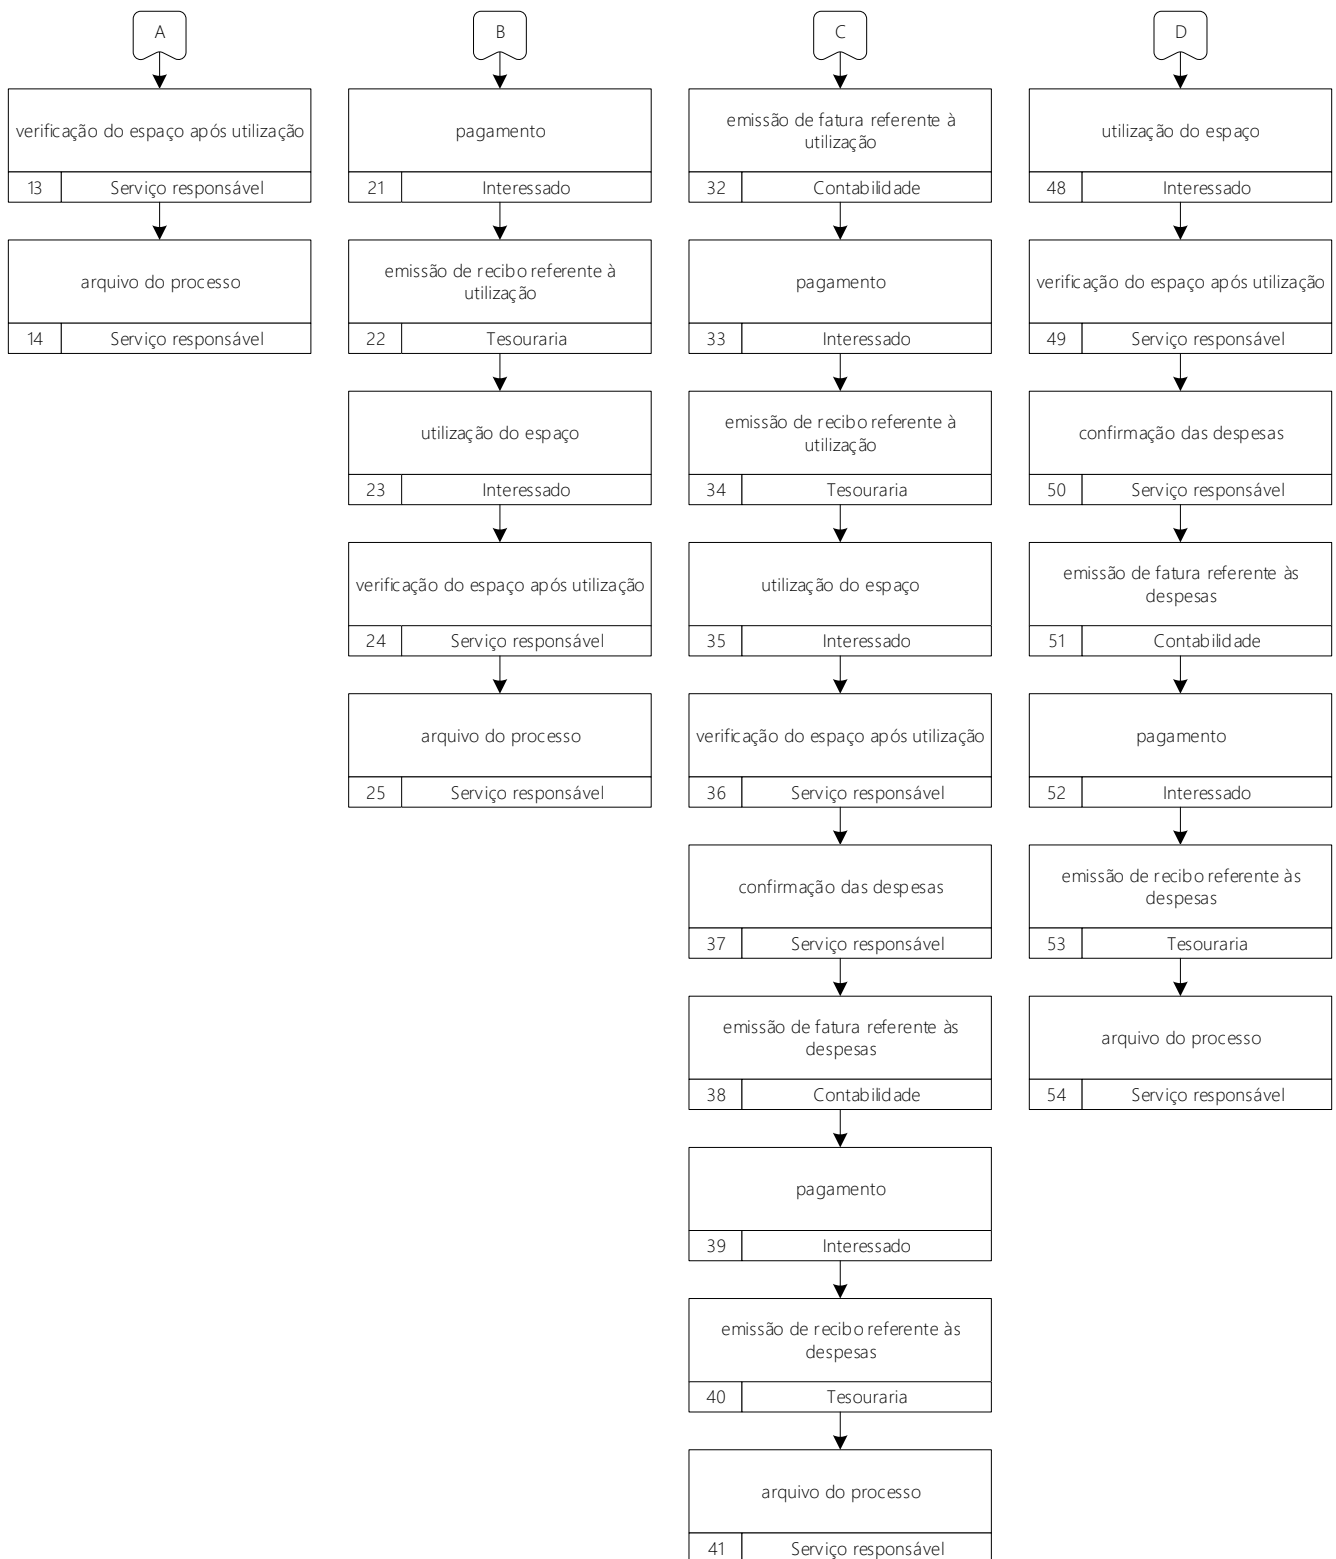 A
verificação do espaço após utilização
13
Serviço responsável
arquivo do processo
14
Serviço responsável
B
pagamento
21
Interessado
emissão de recibo referente à
utilização
22
Tesouraria
utilização do espaço
23
Interessado
verificação do espaço após utilização
24
Serviço responsável
arquivo do processo
25
Serviço responsável
C
emissão de fatura referente à
utilização
32
Contabilidade
pagamento
33
Interessado
emissão de recibo referente à
utilização
34
Tesouraria
utilização do espaço
35
Interessado
verificação do espaço após utilização
36
Serviço responsável
confirmação das despesas
37
Serviço responsável
emissão de fatura referente às
despesas
38
Contabilidade
pagamento
39
Interessado
emissão de recibo referente às
despesas
40
Tesouraria
arquivo do processo
41
Serviço responsável
D
utilização do espaço
48
Interessado
verificação do espaço após utilização
49
Serviço responsável
confirmação das despesas
50
Serviço responsável
emissão de fatura referente às
despesas
51
Contabilidade
pagamento
52
Interessado
emissão de recibo referente às
despesas
53
Tesouraria
arquivo do processo
54
Serviço responsável